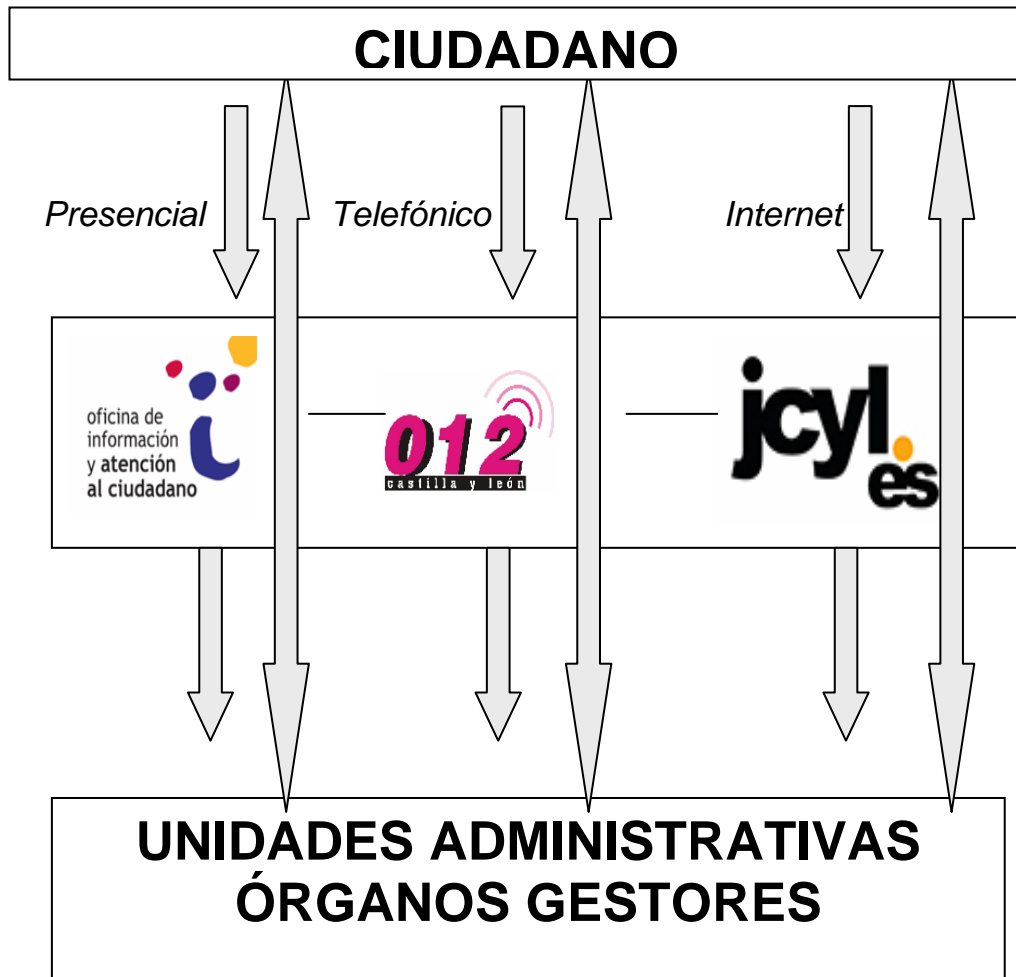 CIUDADANO
Presencial
Telefónico
Internet
oficina de
información
y atención
al ciudadano
012
castilla y león
jcyl.
es
UNIDADES ADMINISTRATIVAS
ÓRGANOS GESTORES